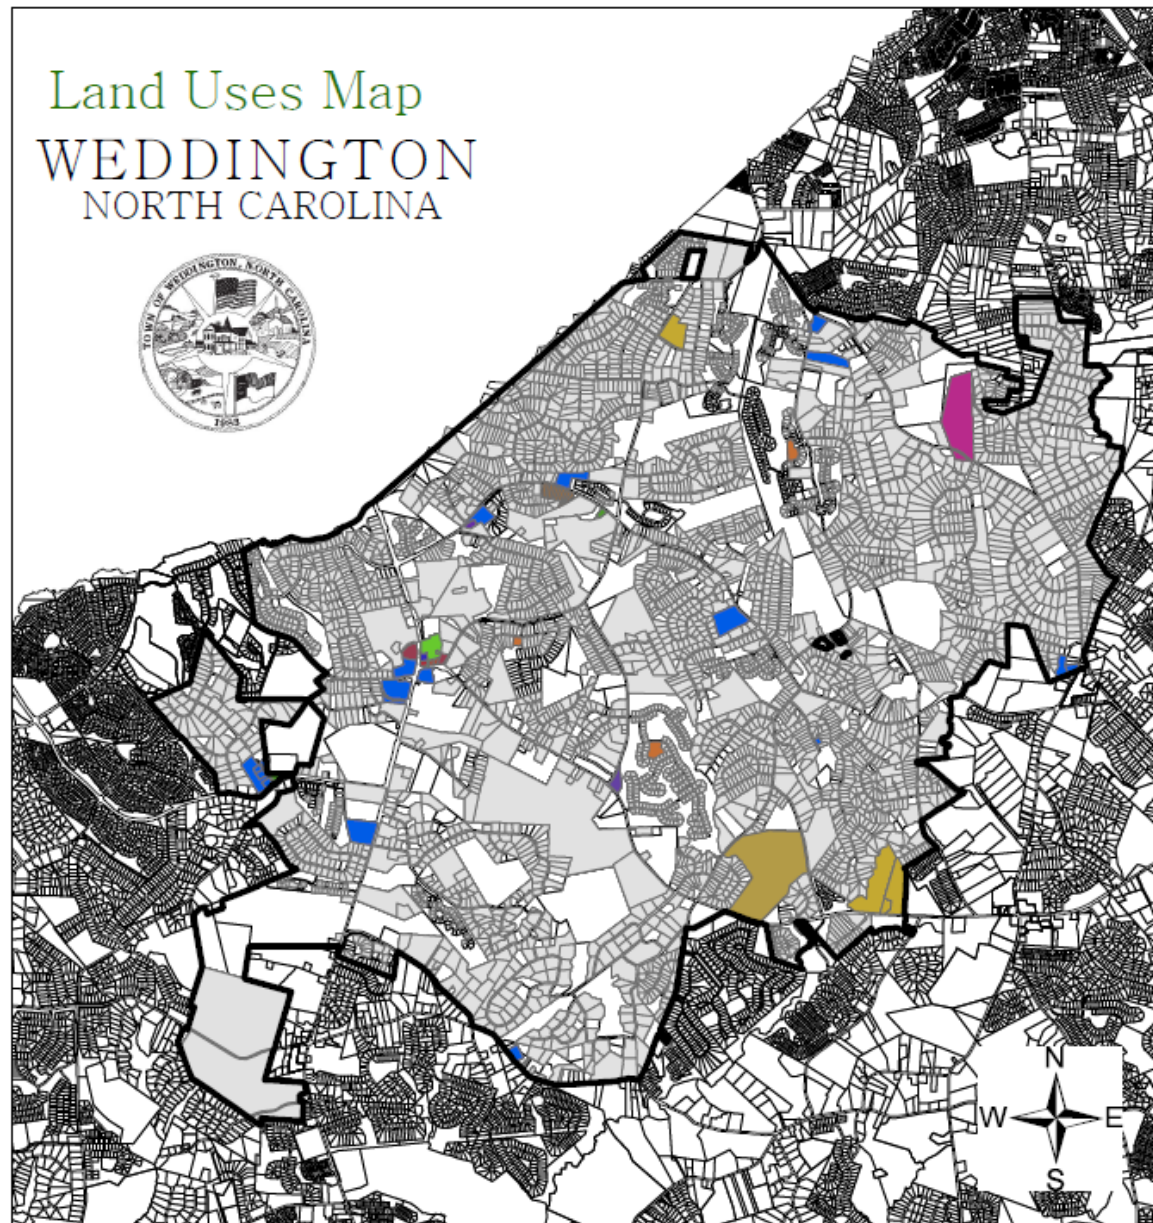 Land Uses Map
WEDDINGTON
NORTH CAROLINA
TOWN OF WEDDINGTON, NORTH CAROLINA
1983
N
W E
S